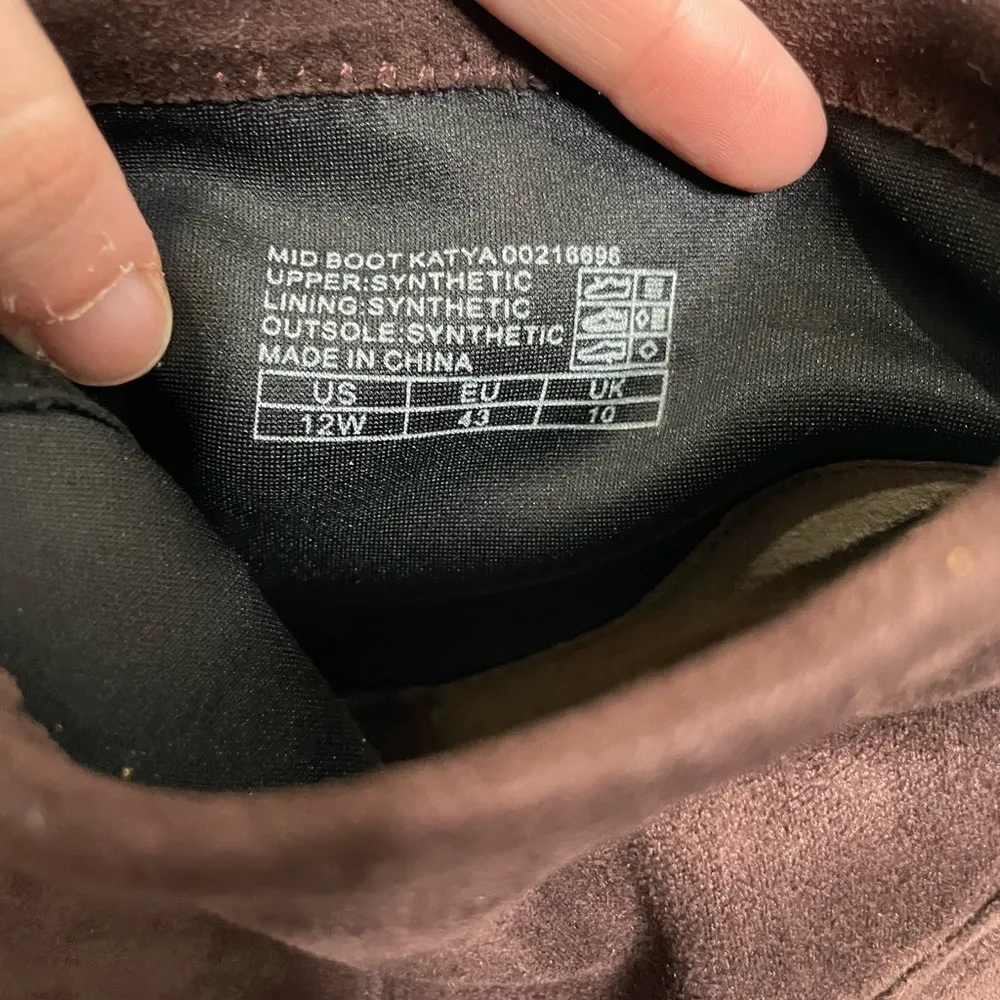 MID BOOT KATYA 00216696
UPPER:SYNTHETIC
LINING:SYNTHETIC
OUTSOLE:SYNTHETIC
MADE IN CHINA
US EU UK
12W 43 10